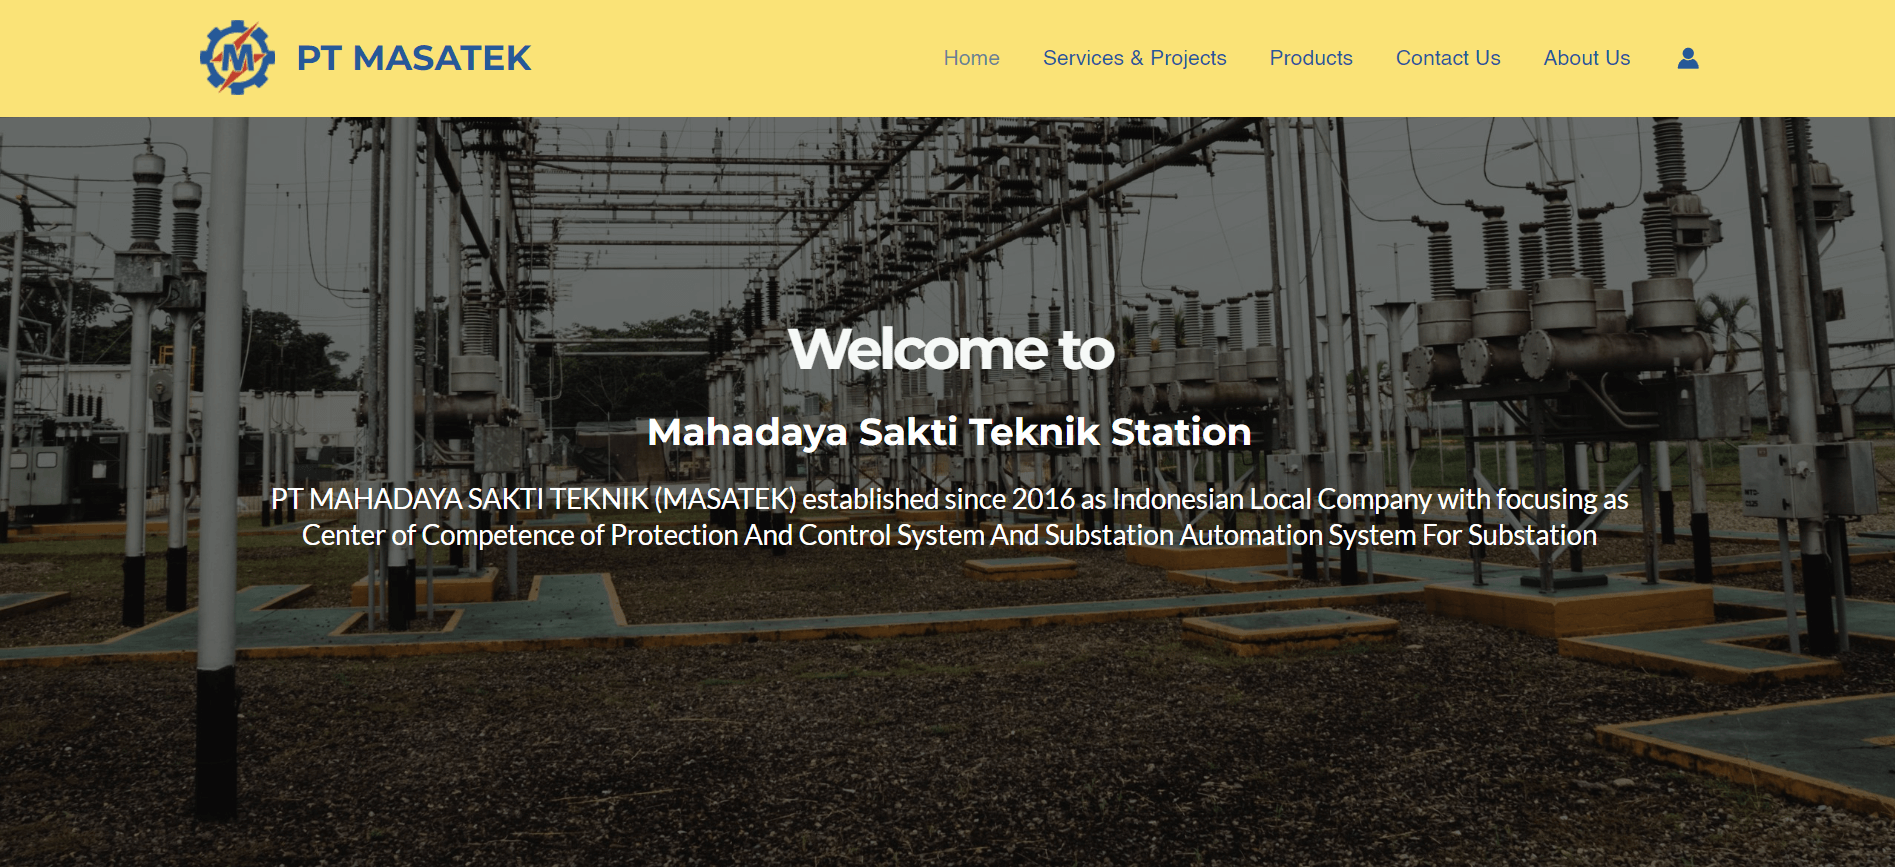 M
PT MASATEK
Home
Services & Projects
Products
Contact Us
About Us
Welcome to
Mahadaya Sakti Teknik Station
PT MAHADAYA SAKTI TEKNIK (MASATEK) established since 2016 as Indonesian Local Company with focusing as
Center of Competence of Protection And Control System And Substation Automation System For Substation